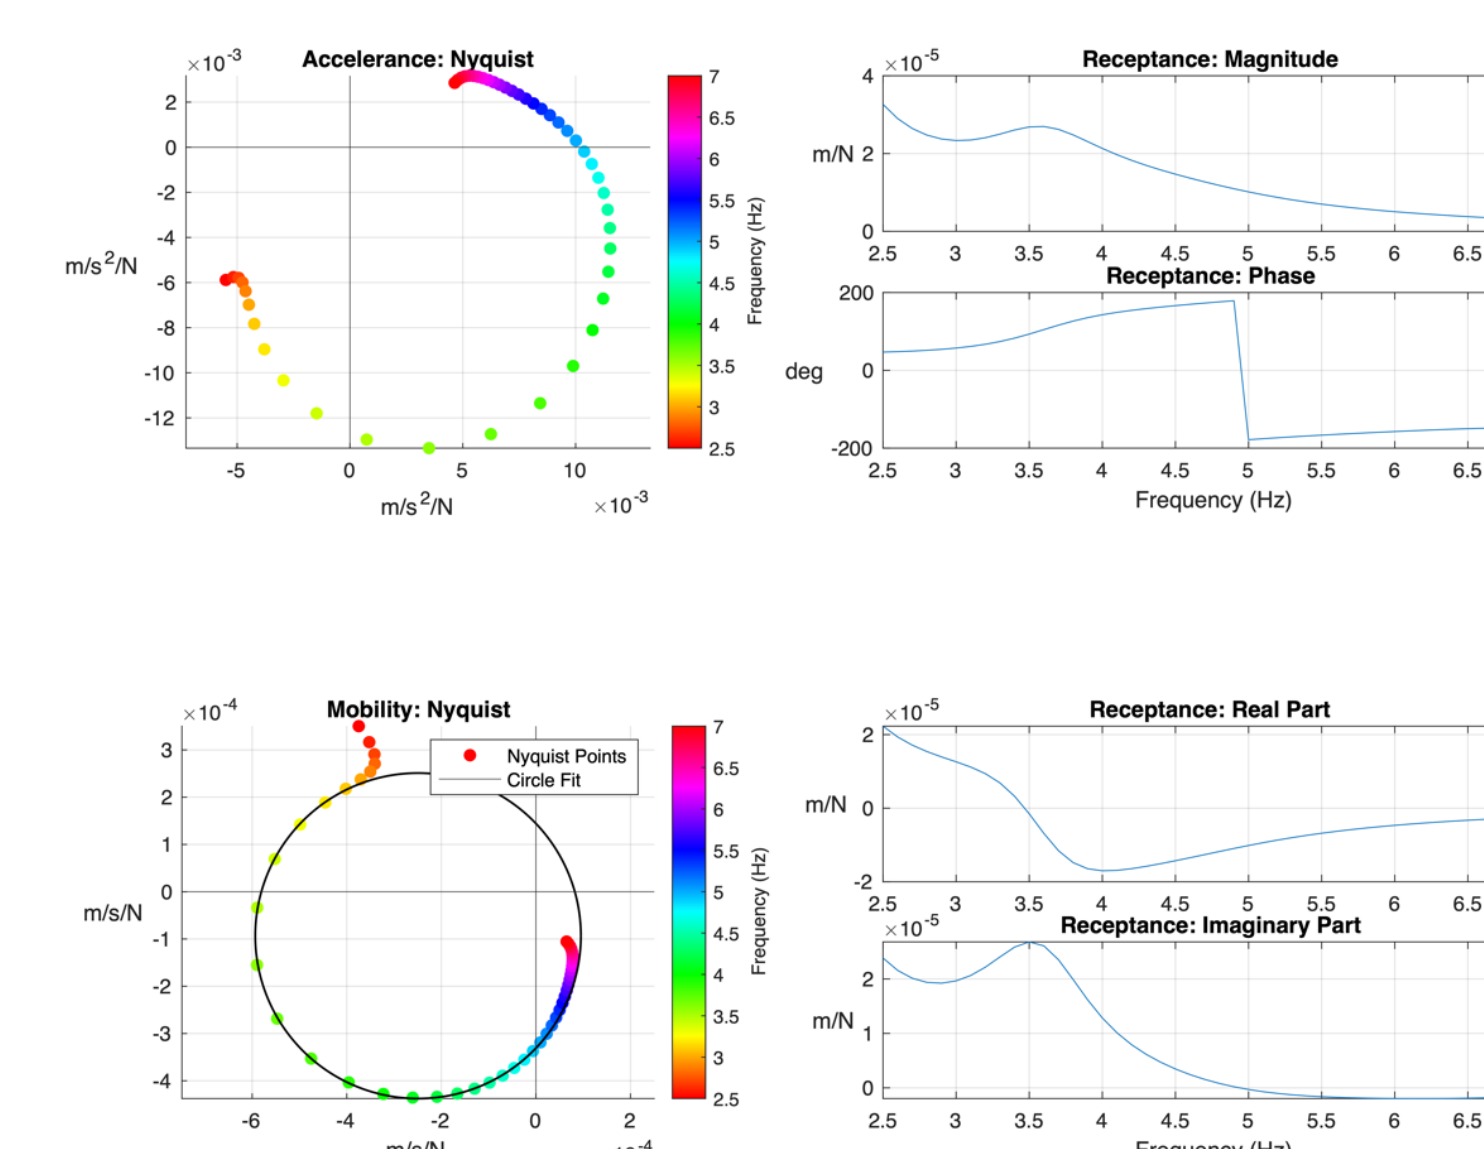 Accelerance: Nyquist
×10-3
2
0
-2
-4
-6
-8
-10
-12
m/s2/N
-5 0 5 10
m/s2/N
×10-3
7
6.5
6
5.5
5
4.5
4
3.5
3
2.5
Frequency (Hz)
Receptance: Magnitude
×10-5
4
m/N 2
0
2.5 3 3.5 4 4.5 5 5.5 6 6.5
Receptance: Phase
200
deg 0
-200
2.5 3 3.5 4 4.5 5 5.5 6 6.5
Frequency (Hz)
Mobility: Nyquist
×10-4
3
2
1
0
-1
-2
-3
-4
m/s/N
Nyquist Points
Circle Fit
-6 -4 -2 0 2
7
6.5
6
5.5
5
4.5
4
3.5
3
2.5
Frequency (Hz)
Receptance: Real Part
×10-5
2
m/N 0
-2
2.5 3 3.5 4 4.5 5 5.5 6 6.5
Receptance: Imaginary Part
×10-5
2
m/N 1
0
2.5 3 3.5 4 4.5 5 5.5 6 6.5
Frequency (Hz)